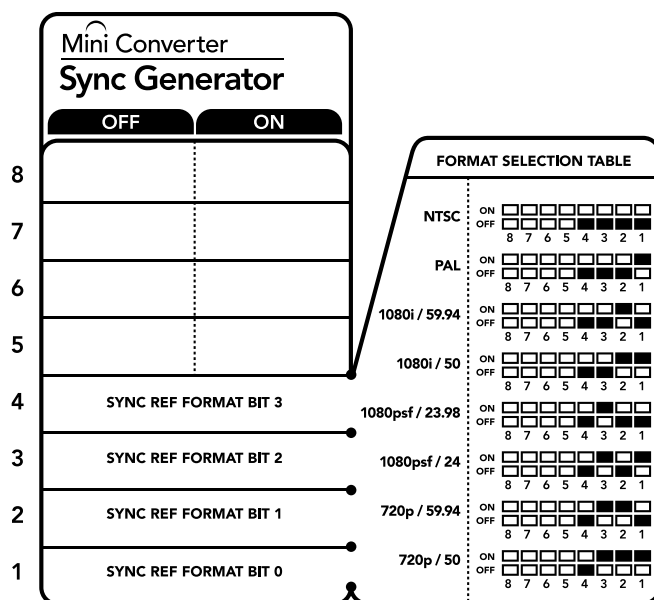 Mini Converter
Sync Generator
OFF ON
8
7
6
5
4 SYNC REF FORMAT BIT 3
3 SYNC REF FORMAT BIT 2
2 SYNC REF FORMAT BIT 1
1 SYNC REF FORMAT BIT 0
FORMAT SELECTION TABLE
NTSC ON
OFF
8 7 6 5 4 3 2 1
PAL ON
OFF
8 7 6 5 4 3 2 1
1080i / 59.94 ON
OFF
8 7 6 5 4 3 2 1
1080i / 50 ON
OFF
8 7 6 5 4 3 2 1
1080psf / 23.98 ON
OFF
8 7 6 5 4 3 2 1
1080psf / 24 ON
OFF
8 7 6 5 4 3 2 1
720p / 59.94 ON
OFF
8 7 6 5 4 3 2 1
720p / 50 ON
OFF
8 7 6 5 4 3 2 1